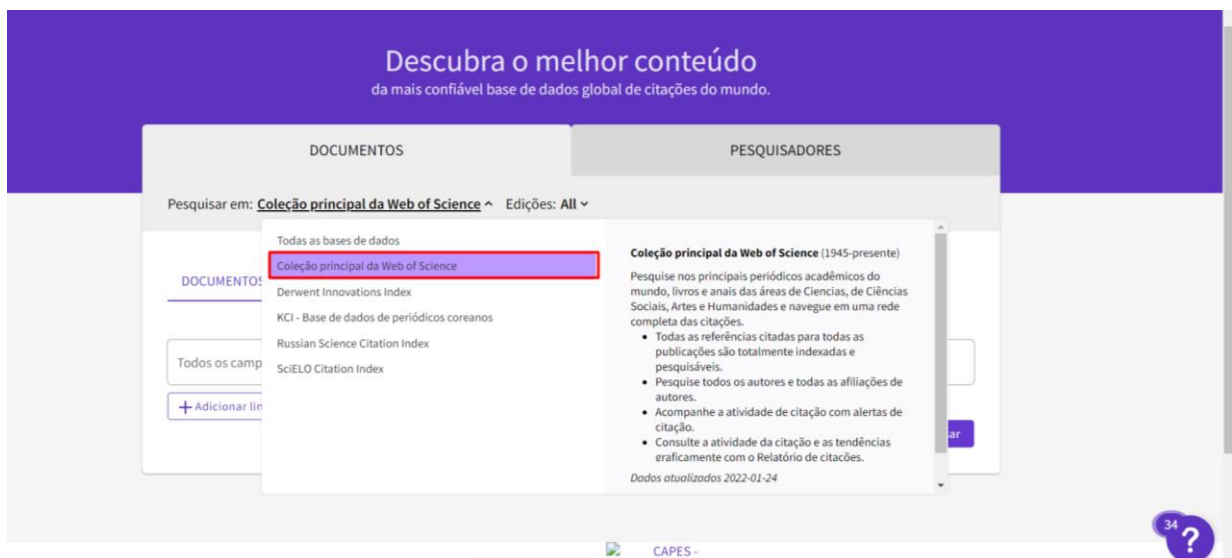 Descubra o melhor conteúdo
da mais confiável base de dados global de citações do mundo.
DOCUMENTOS
PESQUISADORES
Pesquisar em: Coleção principal da Web of Science Edições: All
Todas as bases de dados
Coleção principal da Web of Science
Derwent Innovations Index
KCI - Base de dados de periódicos coreanos
Russian Science Citation Index
SciELO Citation Index
Coleção principal da Web of Science (1945-presente)
Pesquise nos principais periódicos acadêmicos do
mundo, livros e anais das áreas de Ciencias, de Ciências
Sociais, Artes e Humanidades e navegue em uma rede
completa das citações.
• Todas as referências citadas para todas as
publicações são totalmente indexadas e
pesquisáveis.
• Pesquise todos os autores e todas as afiliações de
autores.
• Acompanhe a atividade de citação com alertas de
citação.
• Consulte a atividade da citação e as tendências
graficamente com o Relatório de citações.
Dados atualizados 2022-01-24
DOCUMENTOS
Todos os camp
+ Adicionar lin
ar
34 ?
CAPES -